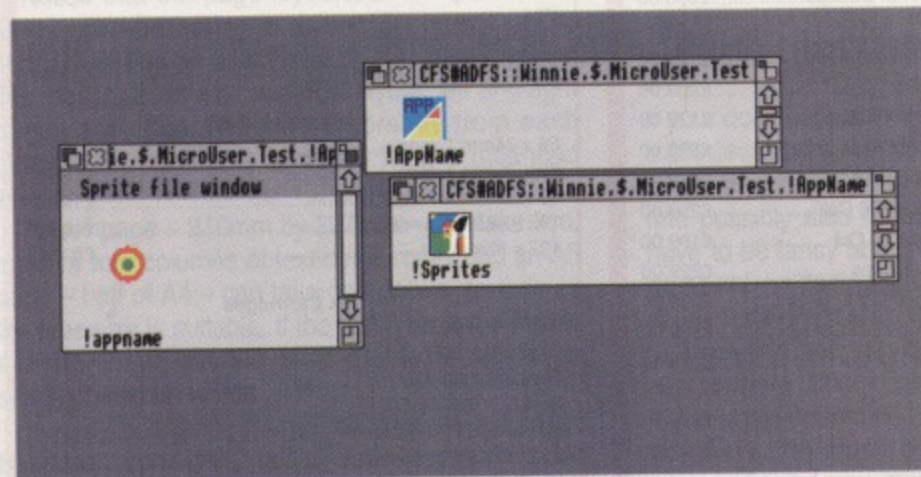 CFS#ADFS::Winnie.$.MicroUser.Test
APP
!AppName
ie.$.MicroUser.Test.!Ap
Sprite file window
!appname
CFS#ADFS::Winnie.$.MicroUser.Test.!AppName
!Sprites